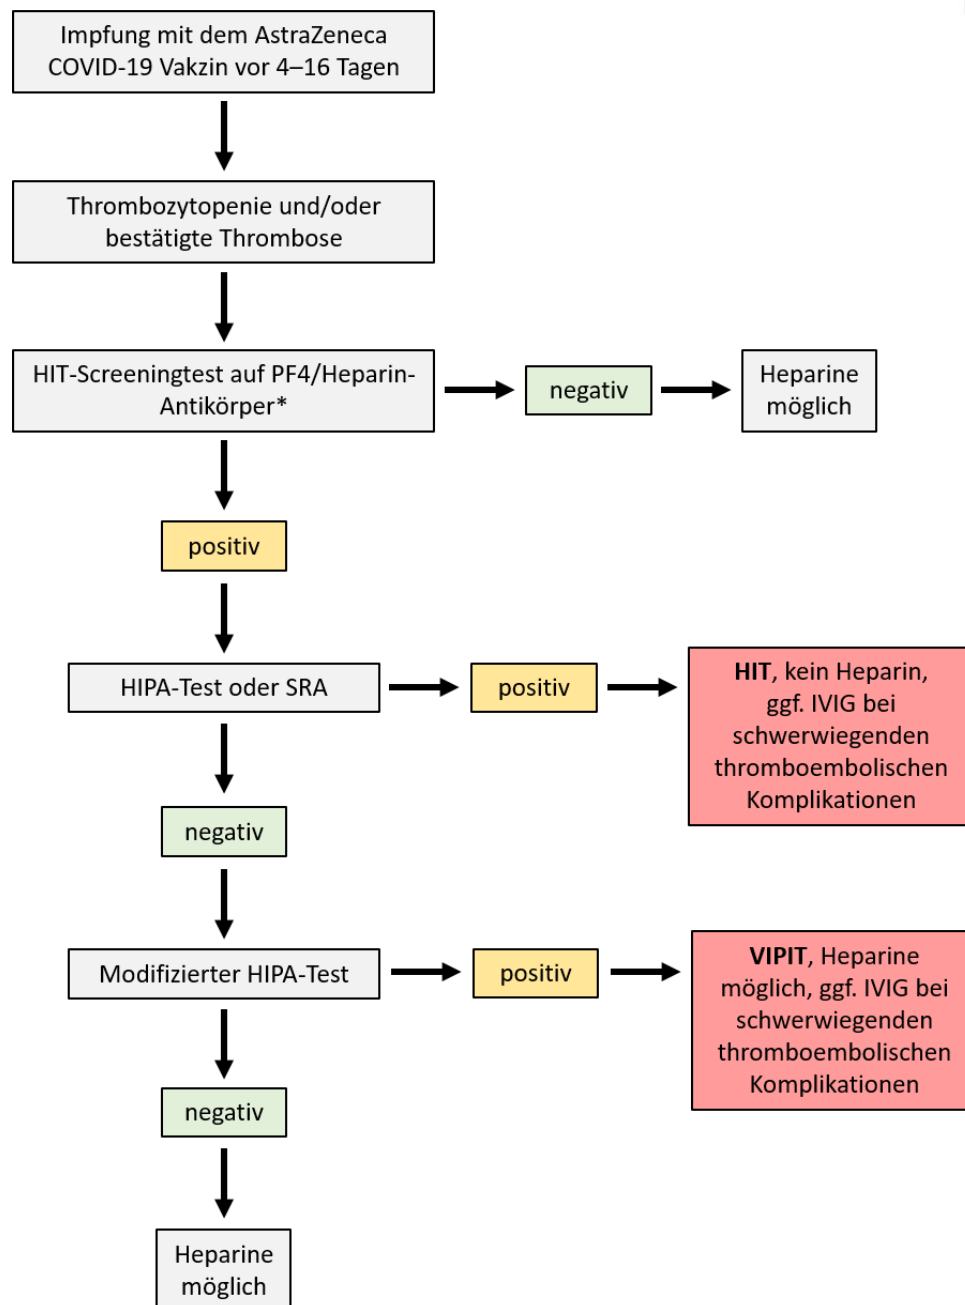 Impfung mit dem AstraZeneca
COVID-19 Vakzin vor 4–16 Tagen
Thrombozytopenie und/oder
bestätigte Thrombose
HIT-Screeningtest auf PF4/Heparin-
Antikörper*
negativ
Heparine
möglich
positiv
HIPA-Test oder SRA
positiv
HIT, kein Heparin,
ggf. IVIG bei
schwerwiegenden
thromboembolischen
Komplikationen
negativ
Modifizierter HIPA-Test
positiv
VIPIT, Heparine
möglich, ggf. IVIG bei
schwerwiegenden
thromboembolischen
Komplikationen
negativ
Heparine
möglich